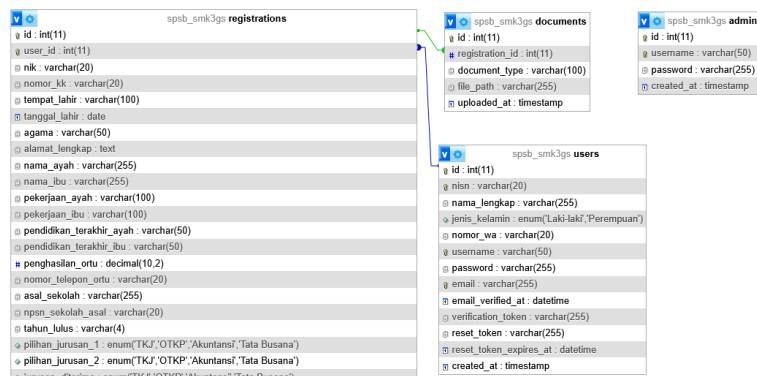 spsb_smk3gs registrations
id : int(11)
user_id : int(11)
nik : varchar(20)
nomor_kk : varchar(20)
tempat_lahir : varchar(100)
tanggal_lahir : date
agama : varchar(50)
alamat_lengkap : text
nama_ayah : varchar(255)
nama_ibu : varchar(255)
pekerjaan_ayah : varchar(100)
pekerjaan_ibu : varchar(100)
pendidikan_terakhir_ayah : varchar(50)
pendidikan_terakhir_ibu : varchar(50)
# penghasilan_ortu : decimal(10,2)
nomor_telepon_ortu : varchar(20)
asal_sekolah : varchar(255)
npsn_sekolah_asal : varchar(20)
tahun_lulus : varchar(4)
pilihan_jurusan_1 : enum('TKJ','OTKP','Akuntansi','Tata Busana')
pilihan_jurusan_2 : enum('TKJ','OTKP','Akuntansi','Tata Busana')
jurusan_diterima : enum('TKJ','OTKP','Akuntansi','Tata Busana')
spsb_smk3gs documents
id : int(11)
# registration_id : int(11)
document_type : varchar(100)
file_path : varchar(255)
uploaded_at : timestamp
spsb_smk3gs admin
id : int(11)
username : varchar(50)
password : varchar(255)
created_at : timestamp
spsb_smk3gs users
id : int(11)
nisn : varchar(20)
nama_lengkap : varchar(255)
jenis_kelamin : enum('Laki-laki','Perempuan')
nomor_wa : varchar(20)
username : varchar(50)
password : varchar(255)
email : varchar(255)
email_verified_at : datetime
verification_token : varchar(255)
reset_token : varchar(255)
reset_token_expires_at : datetime
created_at : timestamp